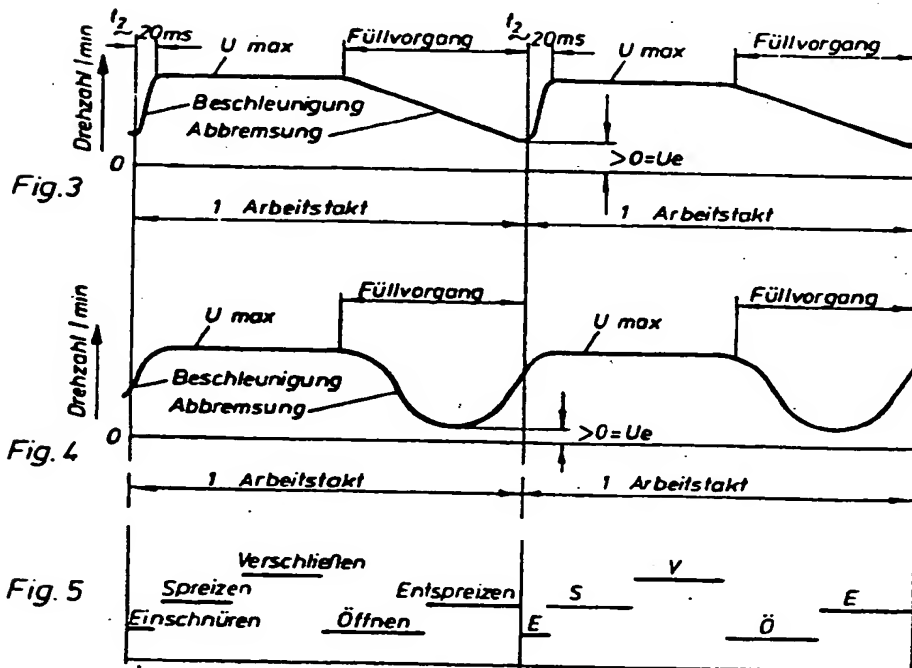 t2 ~20ms
Füllvorgang
t2 ~20ms
Füllvorgang
U max
U max
Drehzahl/min
Beschleunigung
Abbremsung
>0=Ue
0
Fig.3
1 Arbeitstakt
1 Arbeitstakt
Füllvorgang
Füllvorgang
U max
U max
Drehzahl/min
Beschleunigung
Abbremsung
>0=Ue
0
Fig.4
1 Arbeitstakt
1 Arbeitstakt
Verschließen
V
Fig.5
Spreizen
Entspreizen
S
E
Einschnüren
Öffnen
E
Ö